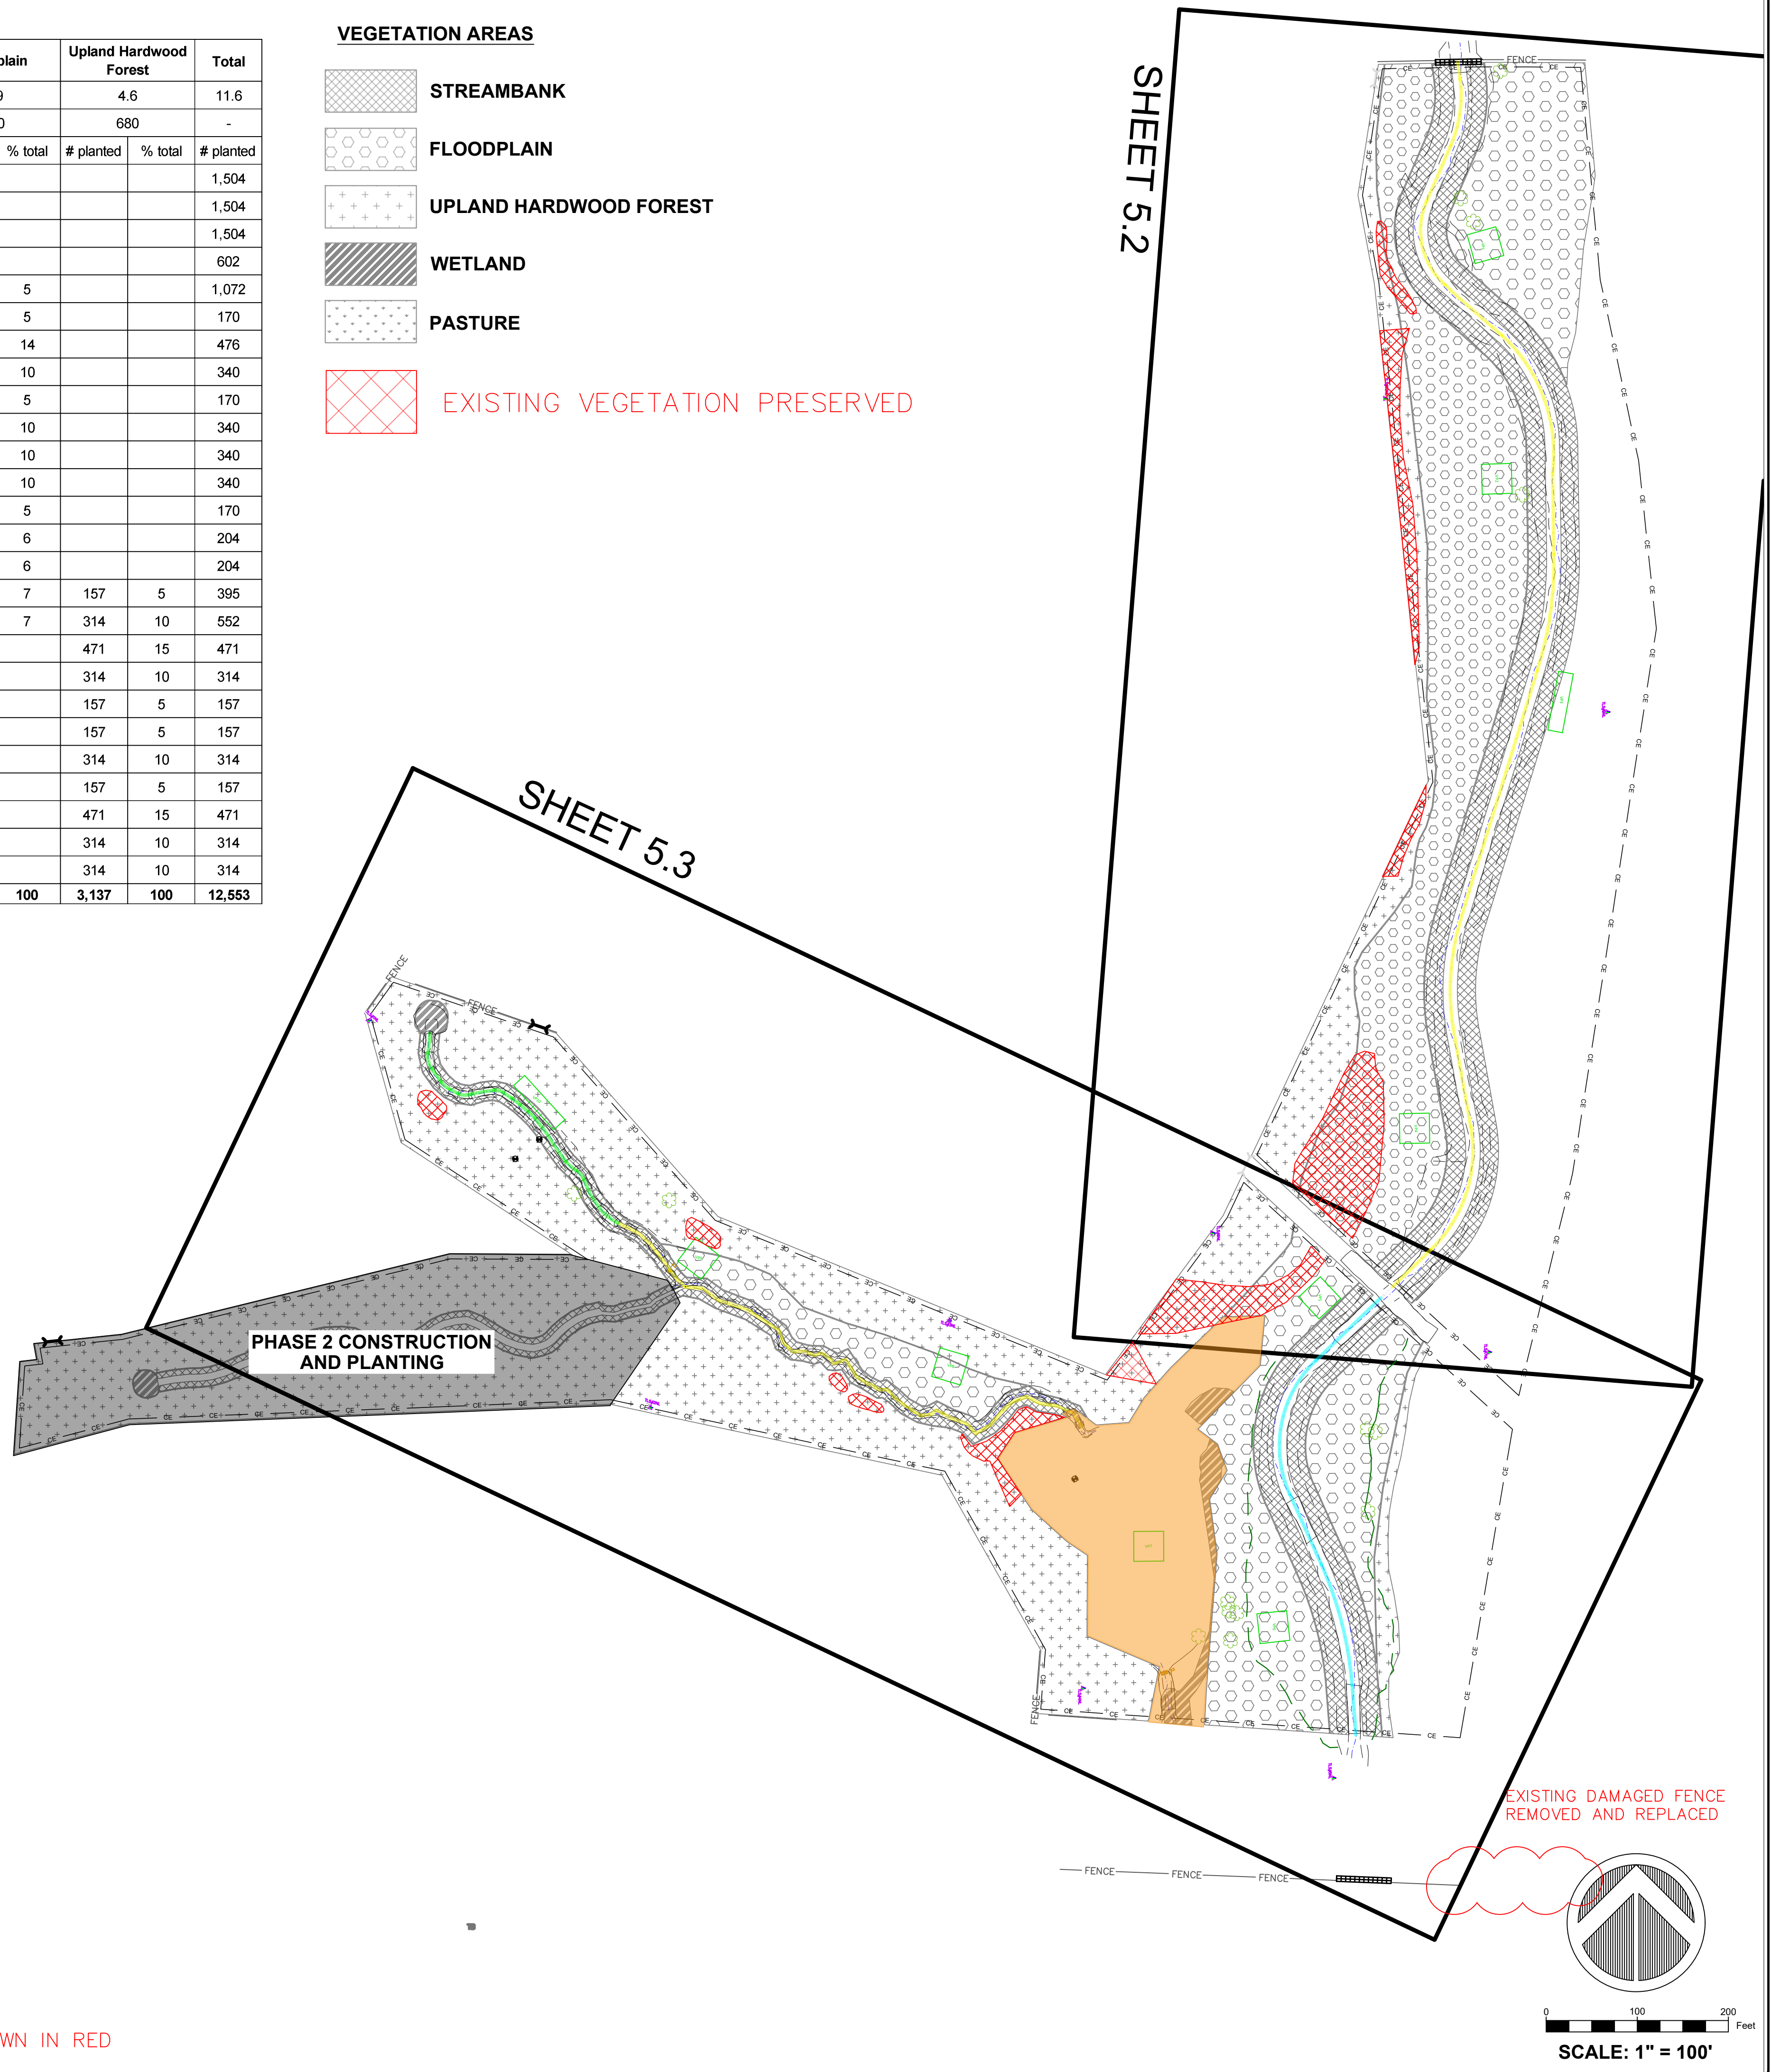 plain | Upland Hardwood Forest | Total
9 | 4.6 | 11.6
0 | 680 | -
% total | # planted | % total | # planted
1,504
1,504
1,504
602
5 | 1,072
5 | 170
14 | 476
10 | 340
5 | 170
10 | 340
10 | 340
10 | 340
5 | 170
6 | 204
6 | 204
7 | 157 | 5 | 395
7 | 314 | 10 | 552
471 | 15 | 471
314 | 10 | 314
157 | 5 | 157
157 | 5 | 157
314 | 10 | 314
157 | 5 | 157
471 | 15 | 471
314 | 10 | 314
314 | 10 | 314
100 | 3,137 | 100 | 12,553
VEGETATION AREAS
STREAMBANK
FLOODPLAIN
UPLAND HARDWOOD FOREST
WETLAND
PASTURE
EXISTING VEGETATION PRESERVED
SHEET 5.2
FENCE
SHEET 5.3
FENCE
FENCE
PHASE 2 CONSTRUCTION
AND PLANTING
FENCE
EXISTING DAMAGED FENCE
REMOVED AND REPLACED
FENCE FENCE FENCE
0 100 200
Feet
SCALE: 1" = 100'
WN IN RED